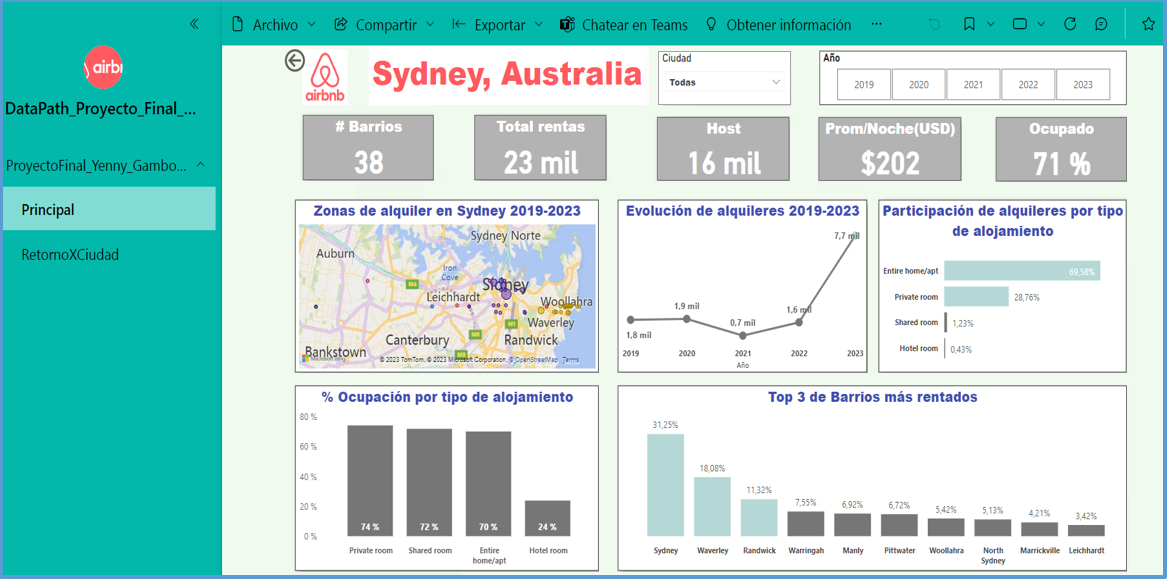 Archivo
Compartir
Exportar
Chatear en Teams
Obtener información
...
airbn
DataPath_Proyecto_Final_...
ProyectoFinal_Yenny_Gambo...
Principal
RetornoXCiudad
airbnb
Sydney, Australia
Ciudad
Todas
Año
2019
2020
2021
2022
2023
# Barrios
38
Total rentas
23 mil
Host
16 mil
Prom/Noche(USD)
$202
Ocupado
71 %
Zonas de alquiler en Sydney 2019-2023
Sydney Norte
Auburn
Iron
Cove
M4
Sídney
Leichhardt
Woollahra
M1
Waverley
M8
Canterbury
Randwick
Bankstown
M8
Microsoft Bing
© 2023 TomTom, © 2023 Microsoft Corporation, © OpenStreetMap Terms
Evolución de alquileres 2019-2023
7,7 mil
1,9 mil
1,6 mil
0,7 mil
1,8 mil
2019
2020
2021
2022
2023
Año
Participación de alquileres por tipo
de alojamiento
Entire home/apt
69,58%
Private room
28,76%
Shared room
1,23%
Hotel room
0,43%
% Ocupación por tipo de alojamiento
80 %
60 %
40 %
20 %
0 %
74 %
72 %
70 %
24 %
Private room
Shared room
Entire
home/apt
Hotel room
Top 3 de Barrios más rentados
31,25%
18,08%
11,32%
7,55%
6,92%
6,72%
5,42%
5,13%
4,21%
3,42%
Sydney
Waverley
Randwick
Warringah
Manly
Pittwater
Woollahra
North
Sydney
Marrickville
Leichhardt